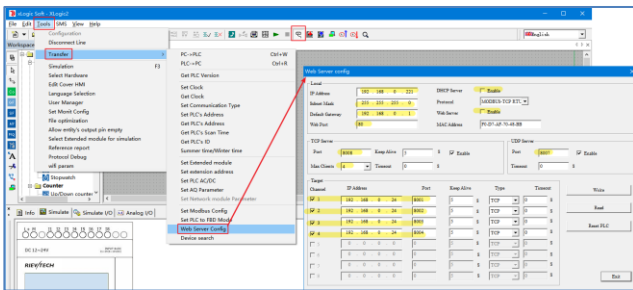 xLogic Soft - XLogic2
File Edit Tools SMS View Help
Configuration
Disconnect Line
Transfer
Simulation F3
Select Hardware
Edit Cover HMI
Language Selection
User Manager
Set Monit Config
File optimization
Allow entity's output pin empty
Select Extended module for simulation
Reference report
Protocol Debug
wifi param
Stopwatch
Counter
Up/Down counter
PC->PLC Ctrl+W
PLC->PC Ctrl+R
Get PLC Version
Set Clock
Get Clock
Set Communication Type
Set PLC's Address
Get PLC's Address
Get PLC's Scan Time
Get PLC's ID
Summer time/Winter time
Set Extended module
Set extension address
Set PLC AC/DC
Set AQ Parameter
Set Network module Parameter
Set Modbus Config
Set PLC to FBD Mode
Web Server Config
Device search
English
Info Simulate Simulate I/O Analog I/O
DC 12~24V
RIEVTECH
Web Server config
Local
IP Address 192 . 168 . 0 . 221 DHCP Server Enable
Subnet Mask 255 . 255 . 255 . 0 Protocol MODBUS-TCP RTU
Default Gateway 192 . 168 . 0 . 1 Web Server Enable
Web Port 80 MAC Address
TCP Server
Port 8008 Keep Alive 3 S Enable
Max Clients Timeout 0 S
UDP Server
Port 8007 Enable
Timeout 0 S
Target
Channel IP Address Port Keep Alive Type Timeout
1 192 . 168 . 0 . 24 8001 3 S TCP 0 S
2 192 . 168 . 0 . 24 8002 3 S TCP 0 S
3 192 . 168 . 0 . 24 8003 3 S TCP 0 S
4 192 . 168 . 0 . 24 8004 3 S TCP 0 S
Write
Read
Reset PLC
End